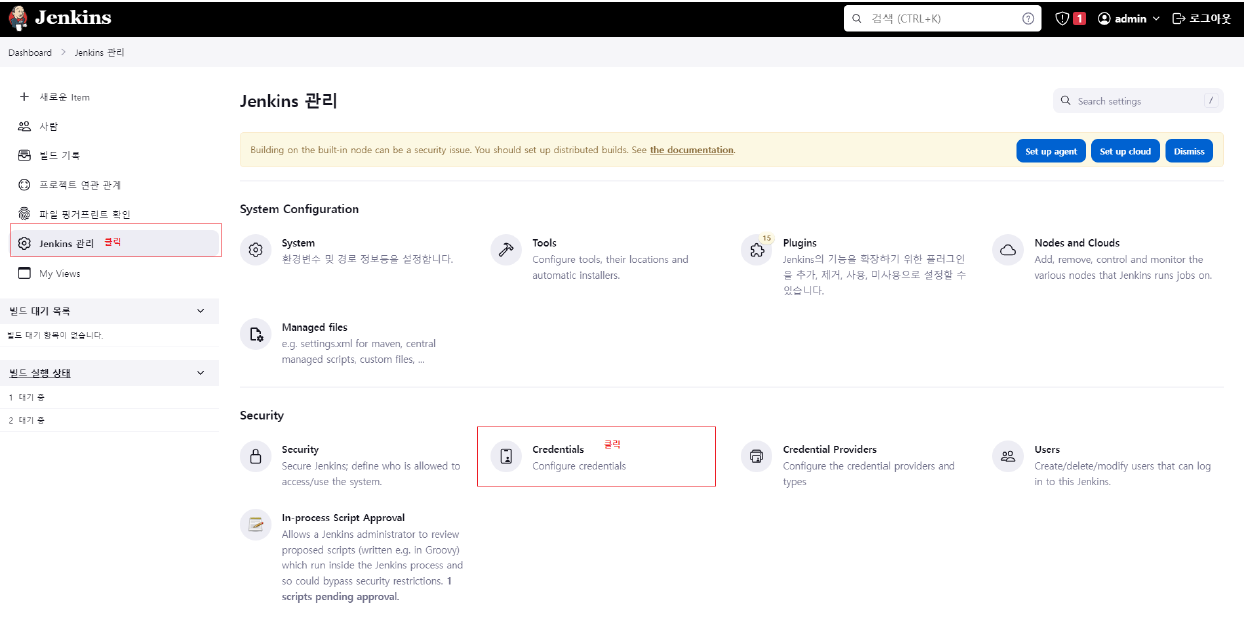 Jenkins
검색 (CTRL+K)
1
admin
로그아웃
Dashboard > Jenkins 관리
새로운 Item
사람
빌드 기록
프로젝트 연관 관계
파일 핑거프린트 확인
Jenkins 관리 클릭
My Views
빌드 대기 목록
빌드 대기 항목이 없습니다.
빌드 실행 상태
1 대기 중
2 대기 중
Jenkins 관리
Search settings /
Building on the built-in node can be a security issue. You should set up distributed builds. See the documentation.
Set up agent
Set up cloud
Dismiss
System Configuration
System
환경변수 및 경로 정보등을 설정합니다.
Tools
Configure tools, their locations and
automatic installers.
15
Plugins
Jenkins의 기능을 확장하기 위한 플러그인
을 추가, 제거, 사용, 미사용으로 설정할 수
있습니다.
Nodes and Clouds
Add, remove, control and monitor the
various nodes that Jenkins runs jobs on.
Managed files
e.g. settings.xml for maven, central
managed scripts, custom files, ...
Security
Security
Secure Jenkins; define who is allowed to
access/use the system.
Credentials 클릭
Configure credentials
Credential Providers
Configure the credential providers and
types
Users
Create/delete/modify users that can log
in to this Jenkins.
In-process Script Approval
Allows a Jenkins administrator to review
proposed scripts (written e.g. in Groovy)
which run inside the Jenkins process and
so could bypass security restrictions. 1
scripts pending approval.